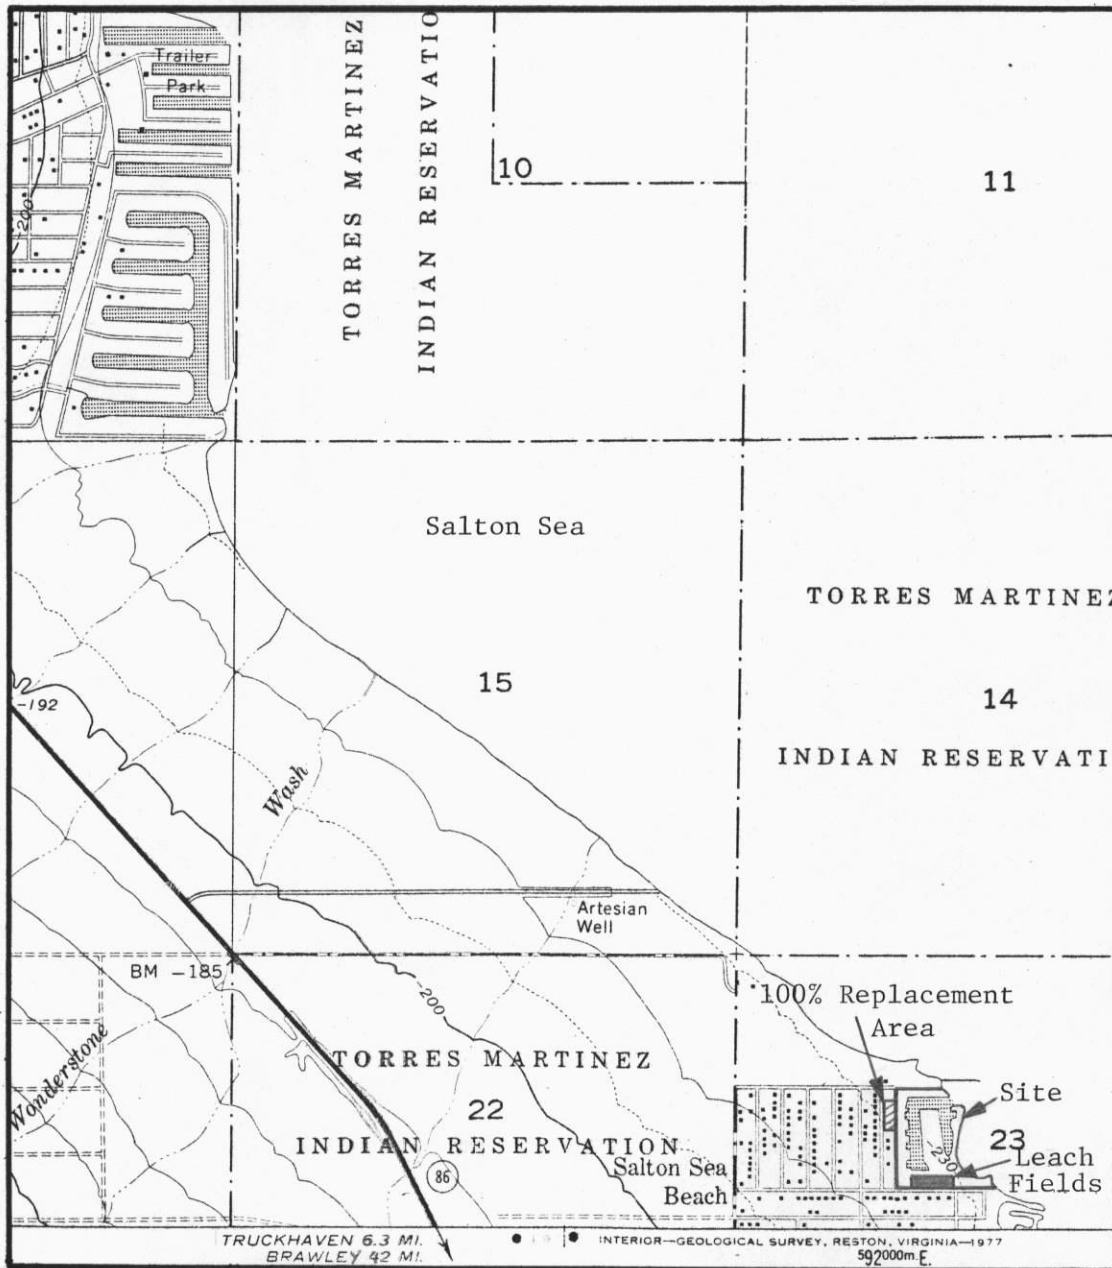 Trailer
Park
TORRES MARTINEZ
INDIAN RESERVATIO
10
11
-200
Salton Sea
TORRES MARTINEZ
15
14
-192
INDIAN RESERVATI
Wash
Artesian
Well
BM -185
-200
100% Replacement
Area
Wonderstone
TORRES MARTINEZ
22
INDIAN RESERVATION
Site
23
-230
Leach
Fields
86
Salton Sea
Beach
TRUCKHAVEN 6.3 MI.
BRAWLEY 42 MI.
INTERIOR—GEOLOGICAL SURVEY, RESTON, VIRGINIA—1977
592000m.E.